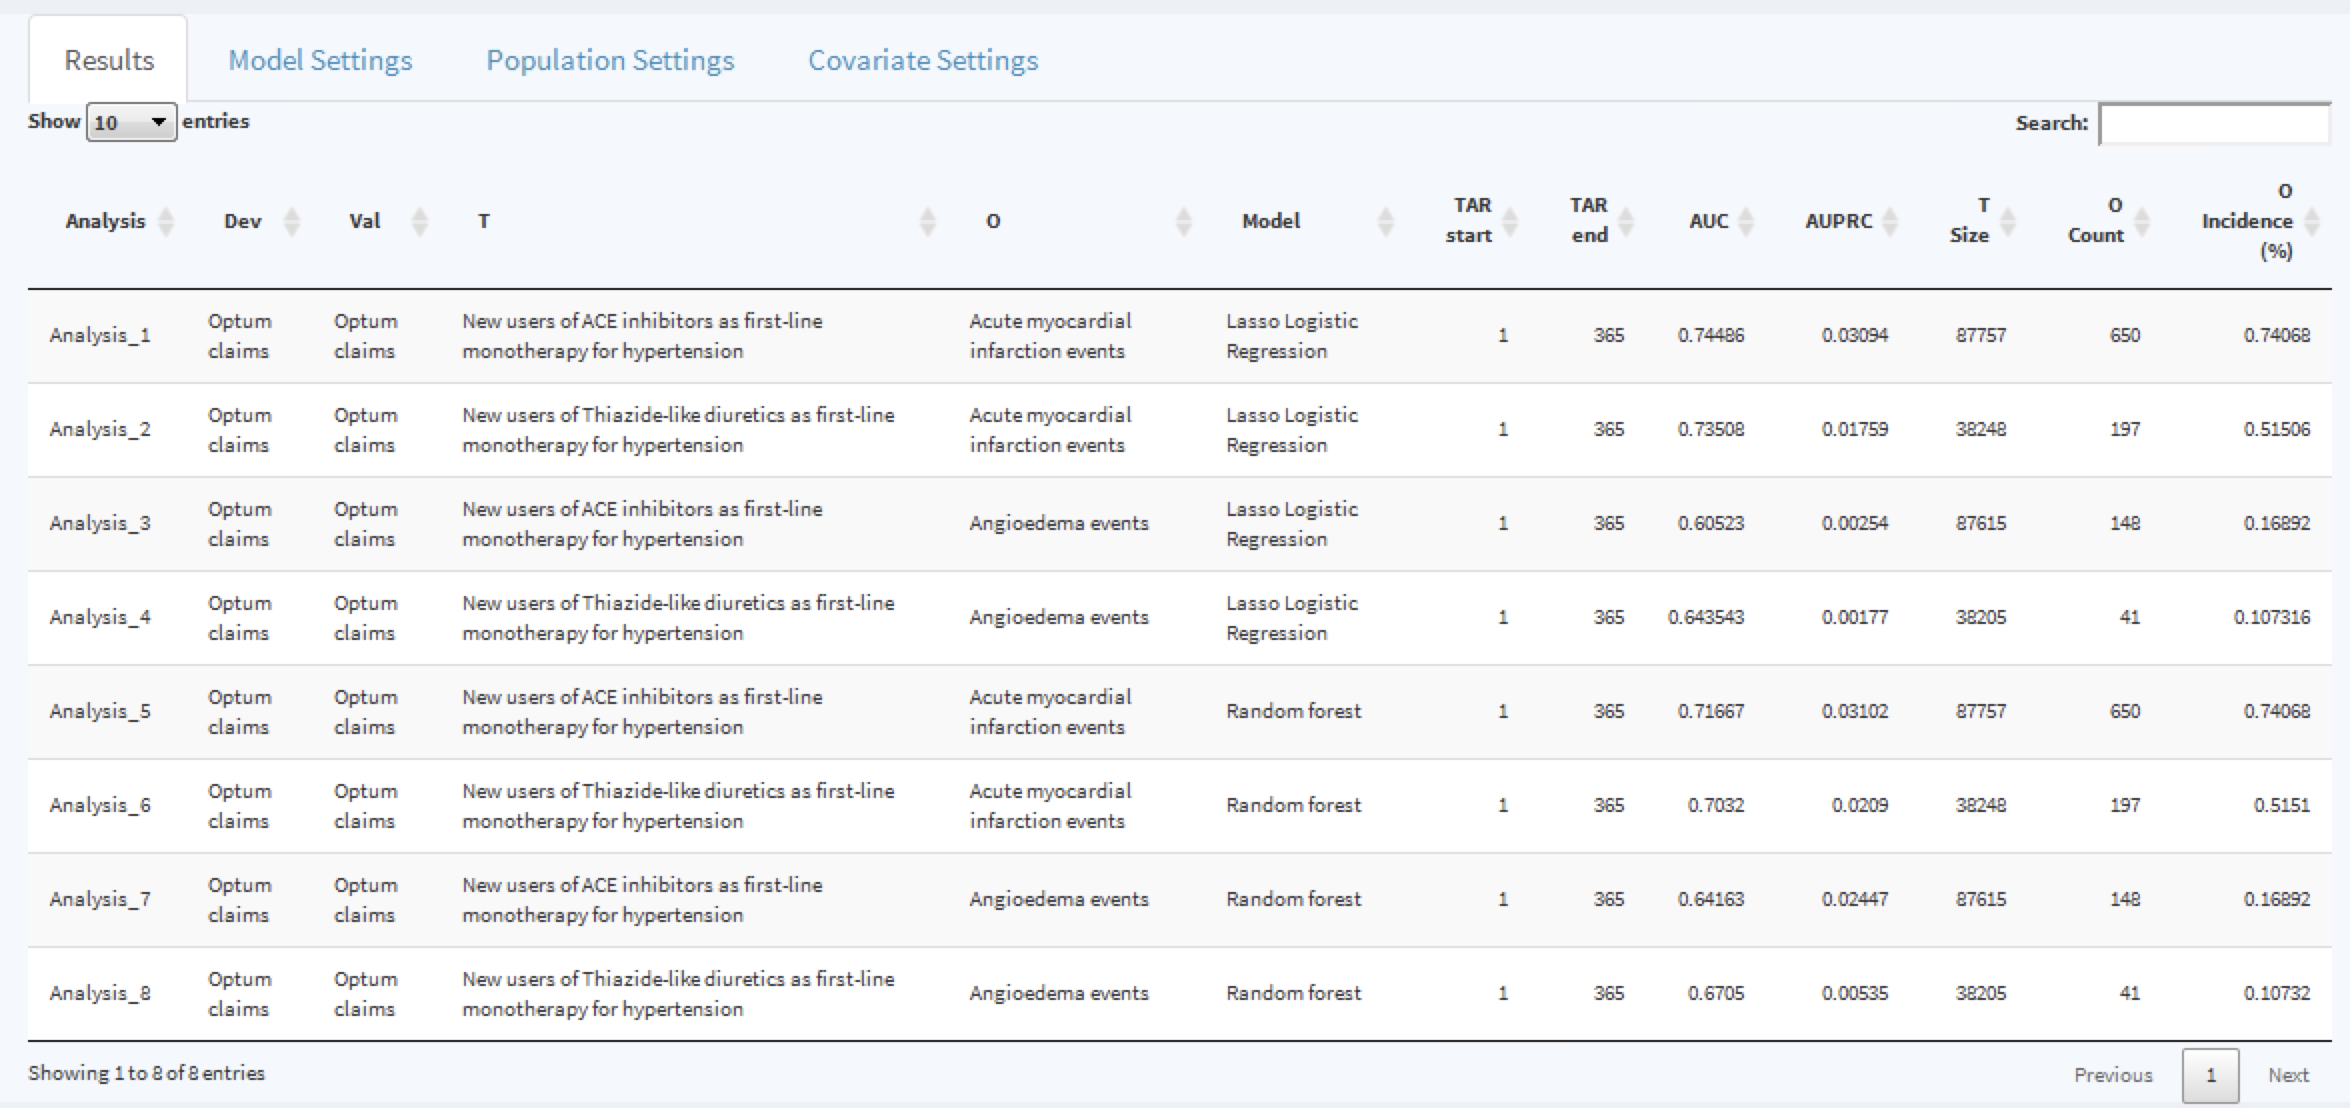 Results Model Settings Population Settings Covariate Settings
Show 10 entries Search:
Analysis Dev Val T O Model TAR start TAR end AUC AUPRC T Size O Count O Incidence (%)
Analysis_1 Optum claims Optum claims New users of ACE inhibitors as first-line monotherapy for hypertension Acute myocardial infarction events Lasso Logistic Regression 1 365 0.74486 0.03094 87757 650 0.74068
Analysis_2 Optum claims Optum claims New users of Thiazide-like diuretics as first-line monotherapy for hypertension Acute myocardial infarction events Lasso Logistic Regression 1 365 0.73508 0.01759 38248 197 0.51506
Analysis_3 Optum claims Optum claims New users of ACE inhibitors as first-line monotherapy for hypertension Angioedema events Lasso Logistic Regression 1 365 0.60523 0.00254 87615 148 0.16892
Analysis_4 Optum claims Optum claims New users of Thiazide-like diuretics as first-line monotherapy for hypertension Angioedema events Lasso Logistic Regression 1 365 0.643543 0.00177 38205 41 0.107316
Analysis_5 Optum claims Optum claims New users of ACE inhibitors as first-line monotherapy for hypertension Acute myocardial infarction events Random forest 1 365 0.71667 0.03102 87757 650 0.74068
Analysis_6 Optum claims Optum claims New users of Thiazide-like diuretics as first-line monotherapy for hypertension Acute myocardial infarction events Random forest 1 365 0.7032 0.0209 38248 197 0.5151
Analysis_7 Optum claims Optum claims New users of ACE inhibitors as first-line monotherapy for hypertension Angioedema events Random forest 1 365 0.64163 0.02447 87615 148 0.16892
Analysis_8 Optum claims Optum claims New users of Thiazide-like diuretics as first-line monotherapy for hypertension Angioedema events Random forest 1 365 0.6705 0.00535 38205 41 0.10732
Showing 1 to 8 of 8 entries Previous 1 Next